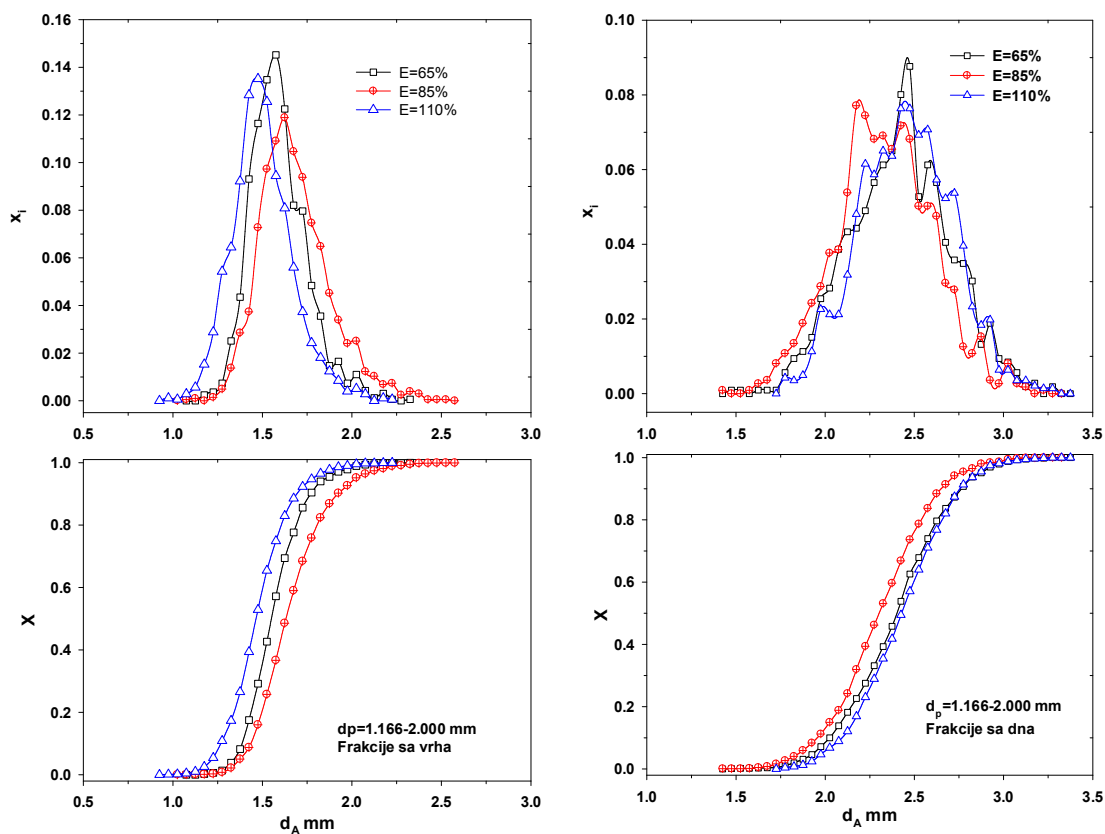 0.16
0.14
0.12
0.10
0.08
0.06
0.04
0.02
0.00
x_i
E=65%
E=85%
E=110%
0.5 1.0 1.5 2.0 2.5 3.0
0.10
0.08
0.06
0.04
0.02
0.00
x_i
E=65%
E=85%
E=110%
1.0 1.5 2.0 2.5 3.0 3.5
1.0
0.8
0.6
0.4
0.2
0.0
X
dp=1.166-2.000 mm
Frakcije sa vrha
0.5 1.0 1.5 2.0 2.5 3.0
d_A mm
1.0
0.8
0.6
0.4
0.2
0.0
X
d_p=1.166-2.000 mm
Frakcije sa dna
1.0 1.5 2.0 2.5 3.0 3.5
d_A mm